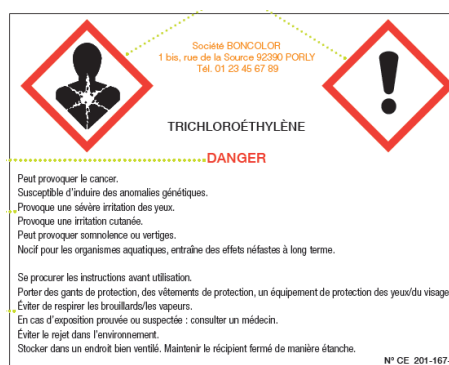 Société BONCOLOR
1 bis, rue de la Source 92390 PORLY
Tél. 01 23 45 67 89
TRICHLOROÉTHYLÈNE
DANGER
Peut provoquer le cancer.
Susceptible d'induire des anomalies génétiques.
Provoque une sévère irritation des yeux.
Provoque une irritation cutanée.
Peut provoquer somnolence ou vertiges.
Nocif pour les organismes aquatiques, entraîne des effets néfastes à long terme.
Se procurer les instructions avant utilisation.
Porter des gants de protection, des vêtements de protection, un équipement de protection des yeux/du visage
Éviter de respirer les brouillards/les vapeurs.
En cas d'exposition prouvée ou suspectée : consulter un médecin.
Éviter le rejet dans l'environnement.
Stocker dans un endroit bien ventilé. Maintenir le récipient fermé de manière étanche.
Nº CE 201-167-